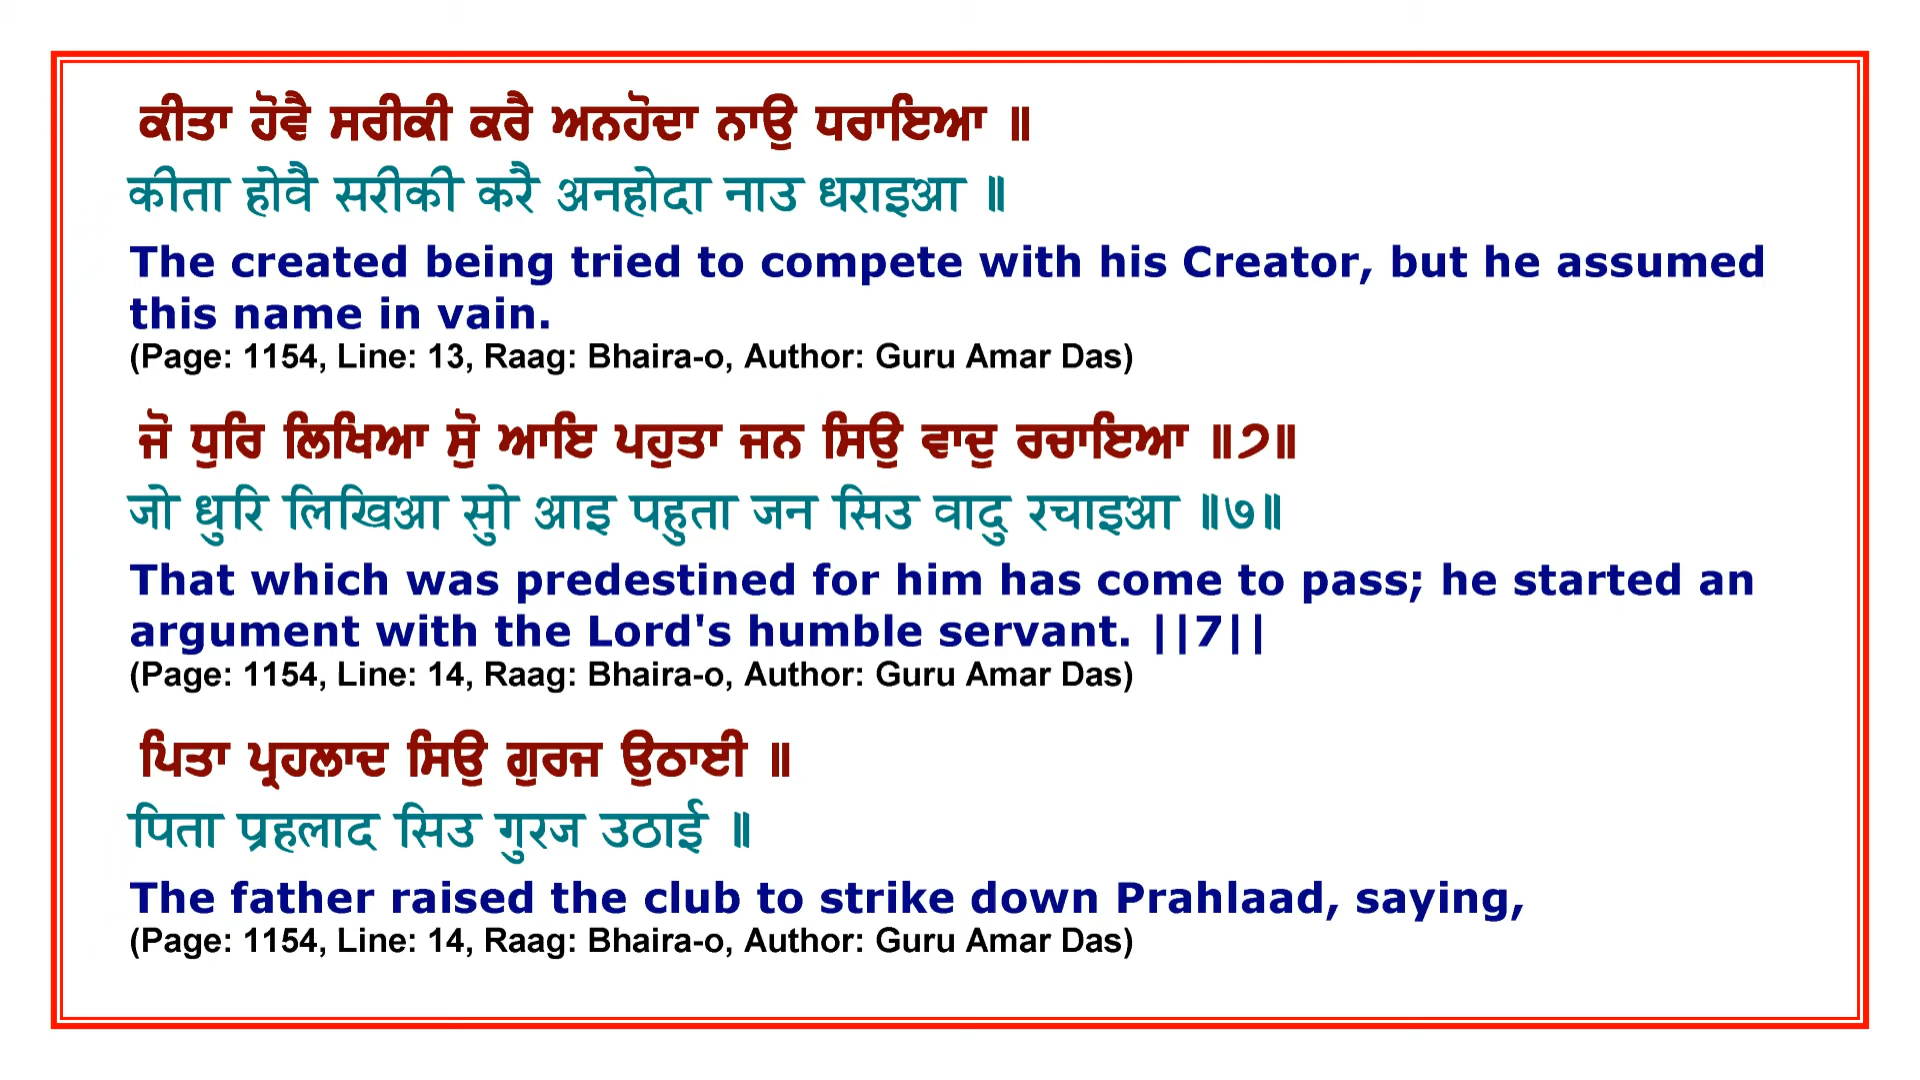 ਕੀਤਾ ਹੋਵੈ ਸਰੀਕੀ ਕਰੈ ਅਨਹੋਦਾ ਨਾਉ ਧਰਾਇਆ ॥
कीता होवै सरीकी करै अनहोदा नाउ धराइआ ॥
The created being tried to compete with his Creator, but he assumed
this name in vain.
(Page: 1154, Line: 13, Raag: Bhaira-o, Author: Guru Amar Das)
ਜੋ ਧੁਰਿ ਲਿਖਿਆ ਸੋੁ ਆਇ ਪਹੁਤਾ ਜਨ ਸਿਉ ਵਾਦੁ ਰਚਾਇਆ ॥੭॥
जो धुरि लिखिआ सोु आइ पहुता जन सिउ वादु रचाइआ ॥७॥
That which was predestined for him has come to pass; he started an
argument with the Lord's humble servant. ||7||
(Page: 1154, Line: 14, Raag: Bhaira-o, Author: Guru Amar Das)
ਪਿਤਾ ਪ੍ਰਹਲਾਦ ਸਿਉ ਗੁਰਜ ਉਠਾਈ ॥
पिता प्रहलाद सिउ गुरज उठाई ॥
The father raised the club to strike down Prahlaad, saying,
(Page: 1154, Line: 14, Raag: Bhaira-o, Author: Guru Amar Das)